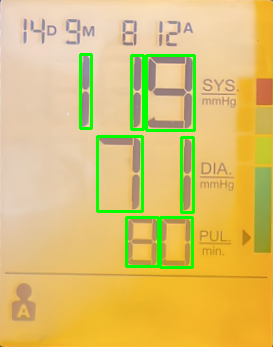 14D 9M 8 12A
119 SYS. mmHg
71 DIA. mmHg
80 PUL. min.
A